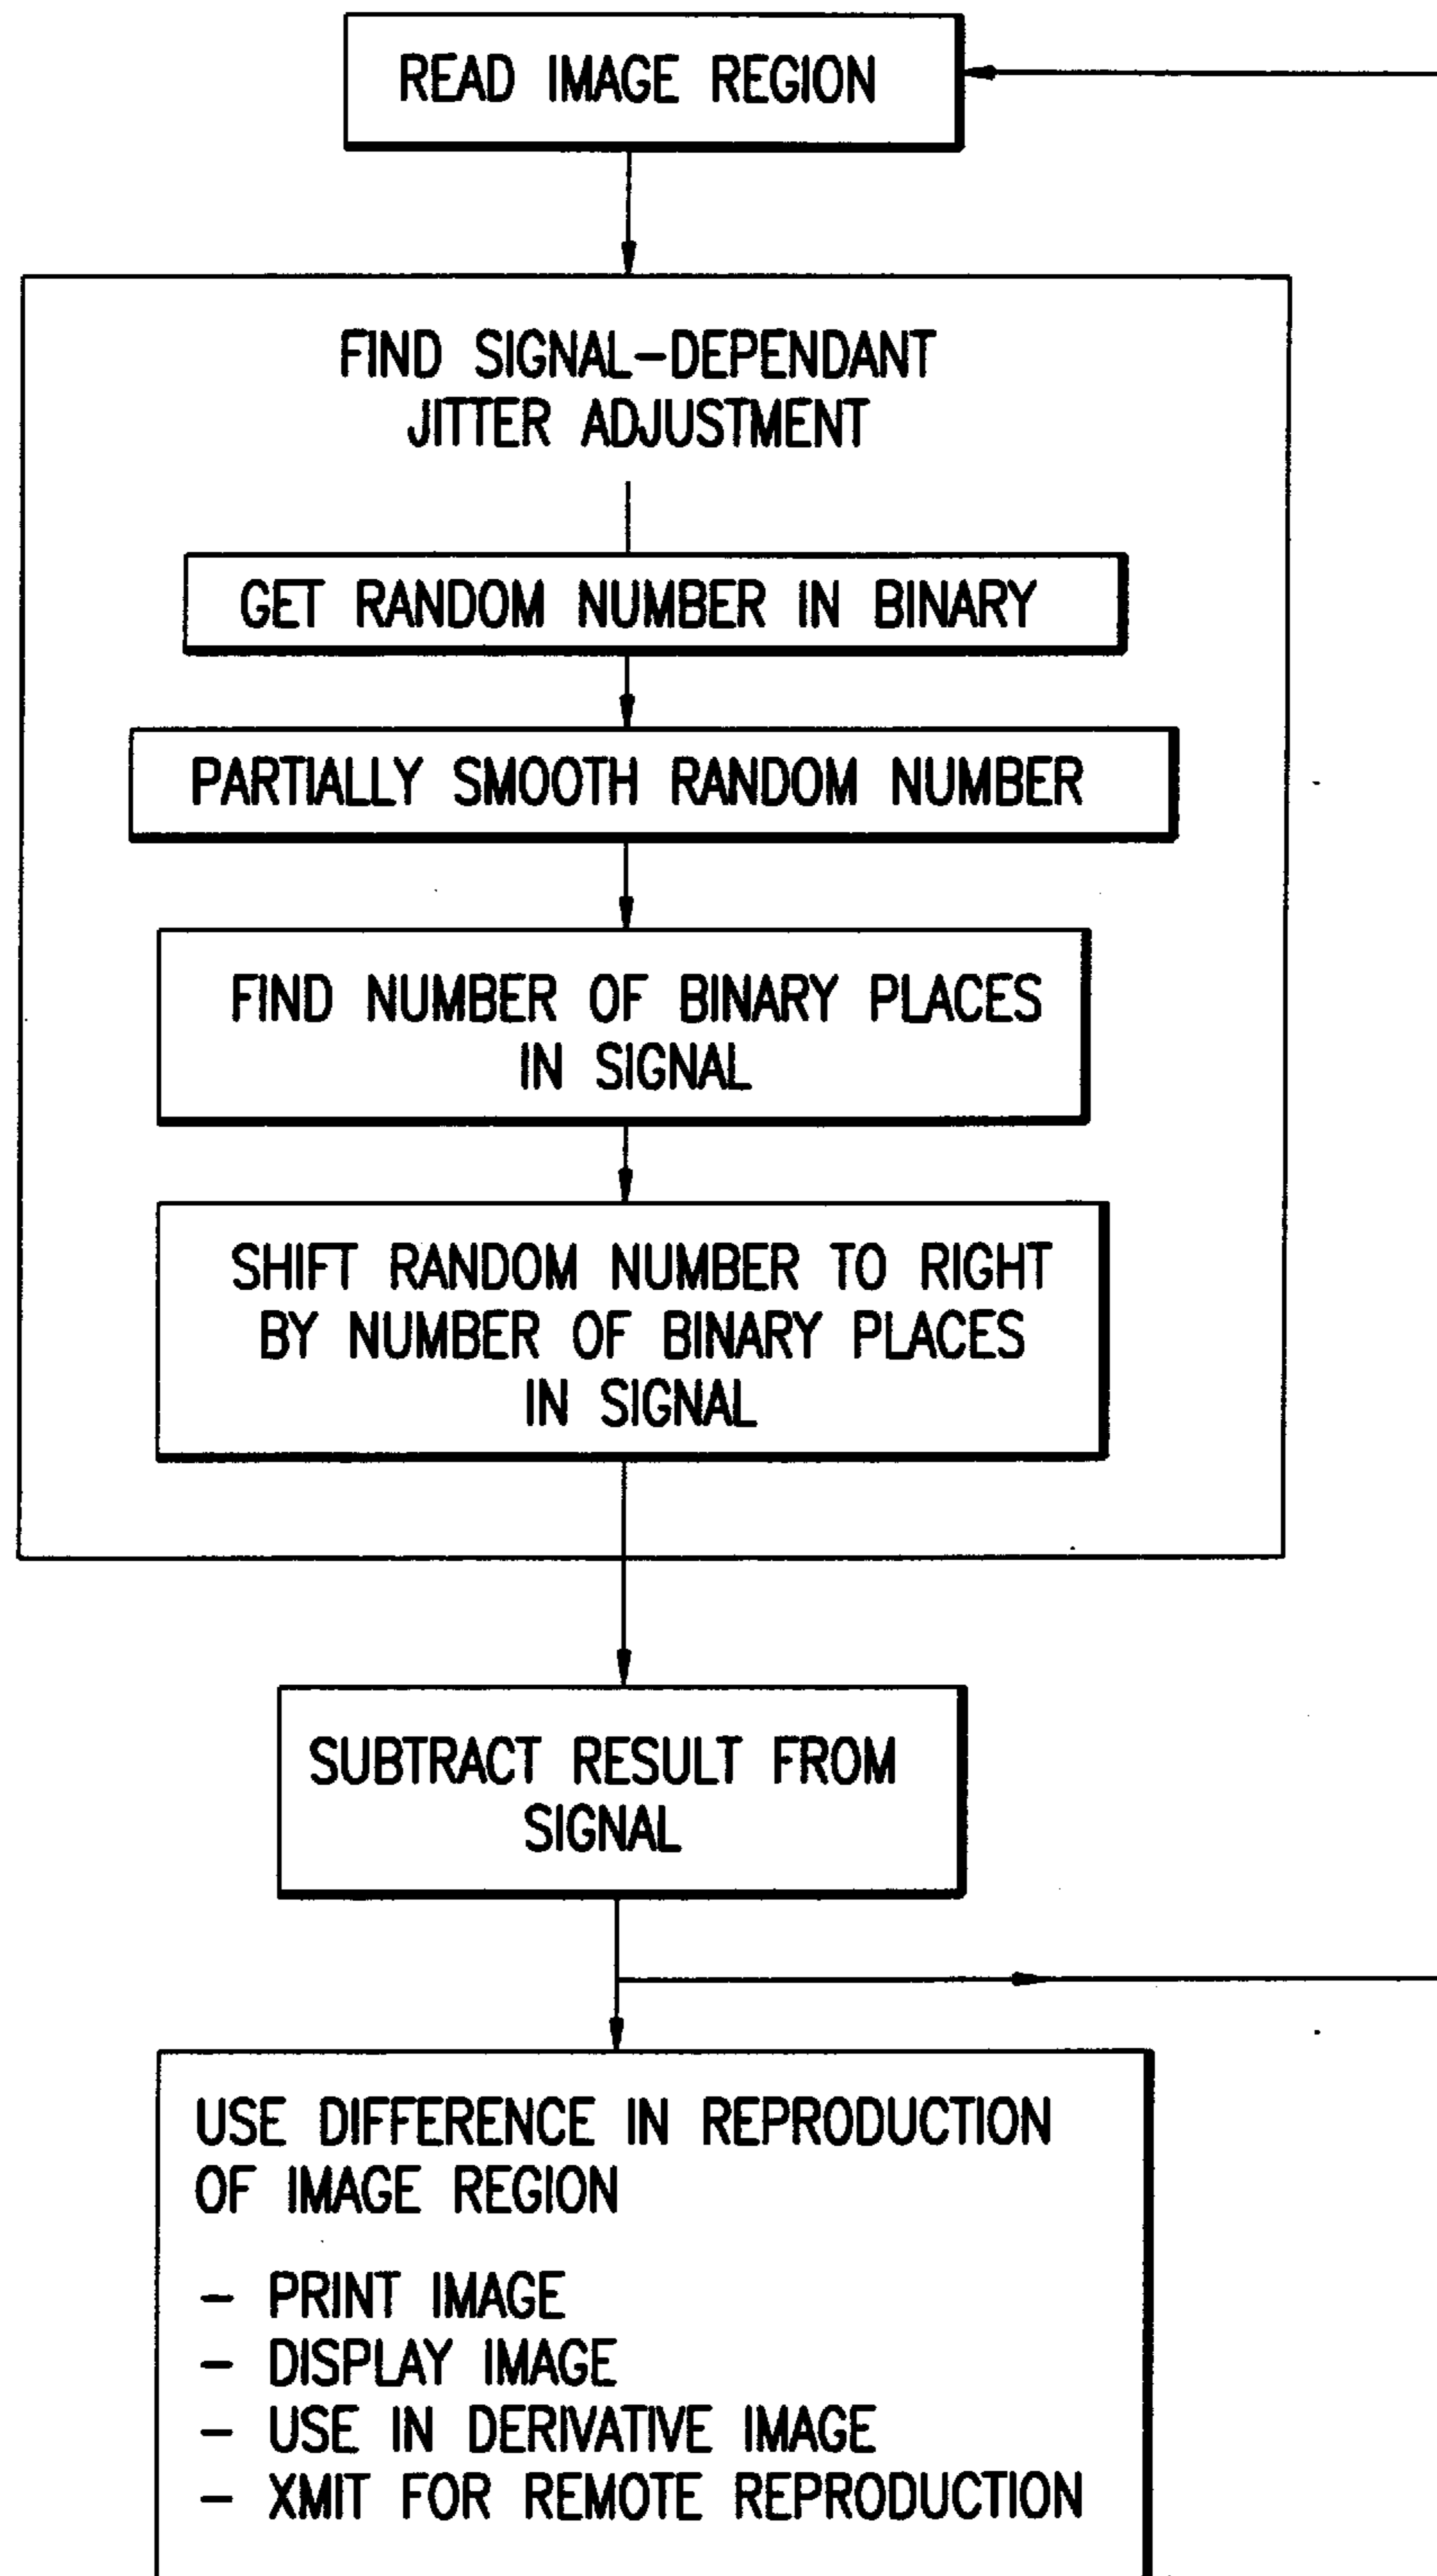 READ IMAGE REGION
FIND SIGNAL-DEPENDANT
JITTER ADJUSTMENT
GET RANDOM NUMBER IN BINARY
PARTIALLY SMOOTH RANDOM NUMBER
FIND NUMBER OF BINARY PLACES
IN SIGNAL
SHIFT RANDOM NUMBER TO RIGHT
BY NUMBER OF BINARY PLACES
IN SIGNAL
SUBTRACT RESULT FROM
SIGNAL
USE DIFFERENCE IN REPRODUCTION
OF IMAGE REGION
- PRINT IMAGE
- DISPLAY IMAGE
- USE IN DERIVATIVE IMAGE
- XMIT FOR REMOTE REPRODUCTION